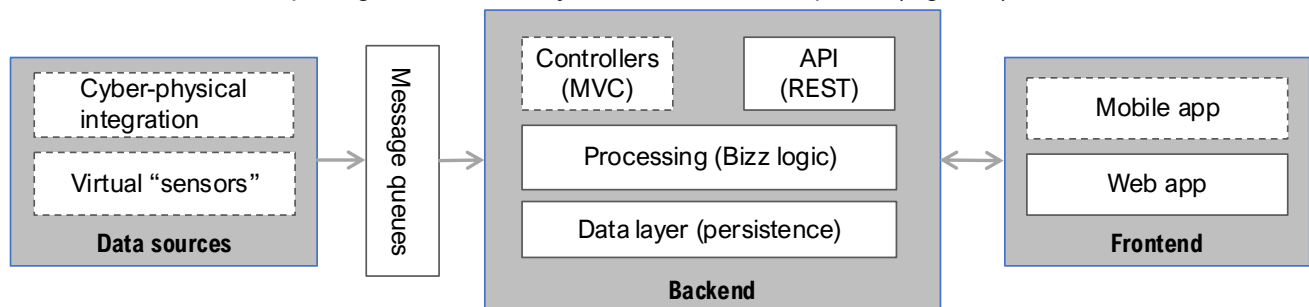 Cyber-physical
integration
Virtual “sensors”
Data sources
Message queues
Controllers
(MVC)
API
(REST)
Processing (Bizz logic)
Data layer (persistence)
Backend
Mobile app
Web app
Frontend